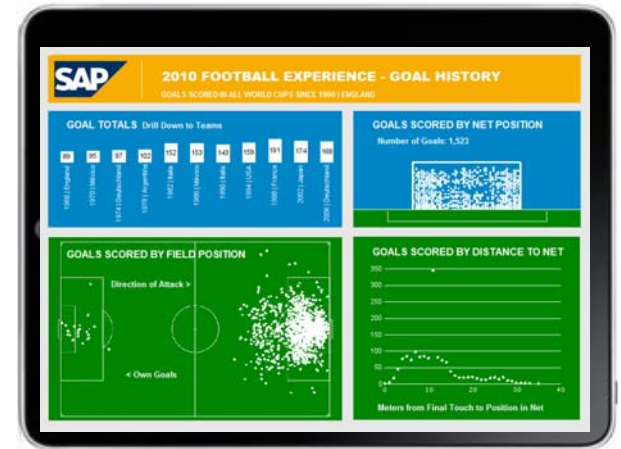 SAP
2010 FOOTBALL EXPERIENCE - GOAL HISTORY
GOALS SCORED IN ALL WORLD CUPS SINCE 1966 | ENGLAND
GOAL TOTALS Drill Down to Teams
89 95 97 102 152 153 143 159 191 174 168
1966 | England
1970 | México
1974 | Deutschland
1978 | Argentina
1982 | Italia
1986 | México
1990 | Italia
1994 | USA
1998 | France
2002 | Japan
2006 | Deutschland
GOALS SCORED BY NET POSITION
Number of Goals: 1,523
GOALS SCORED BY FIELD POSITION
Direction of Attack >
< Own Goals
GOALS SCORED BY DISTANCE TO NET
350
300
250
200
150
100
50
0
0 10 20 30 40
Meters from Final Touch to Position in Net